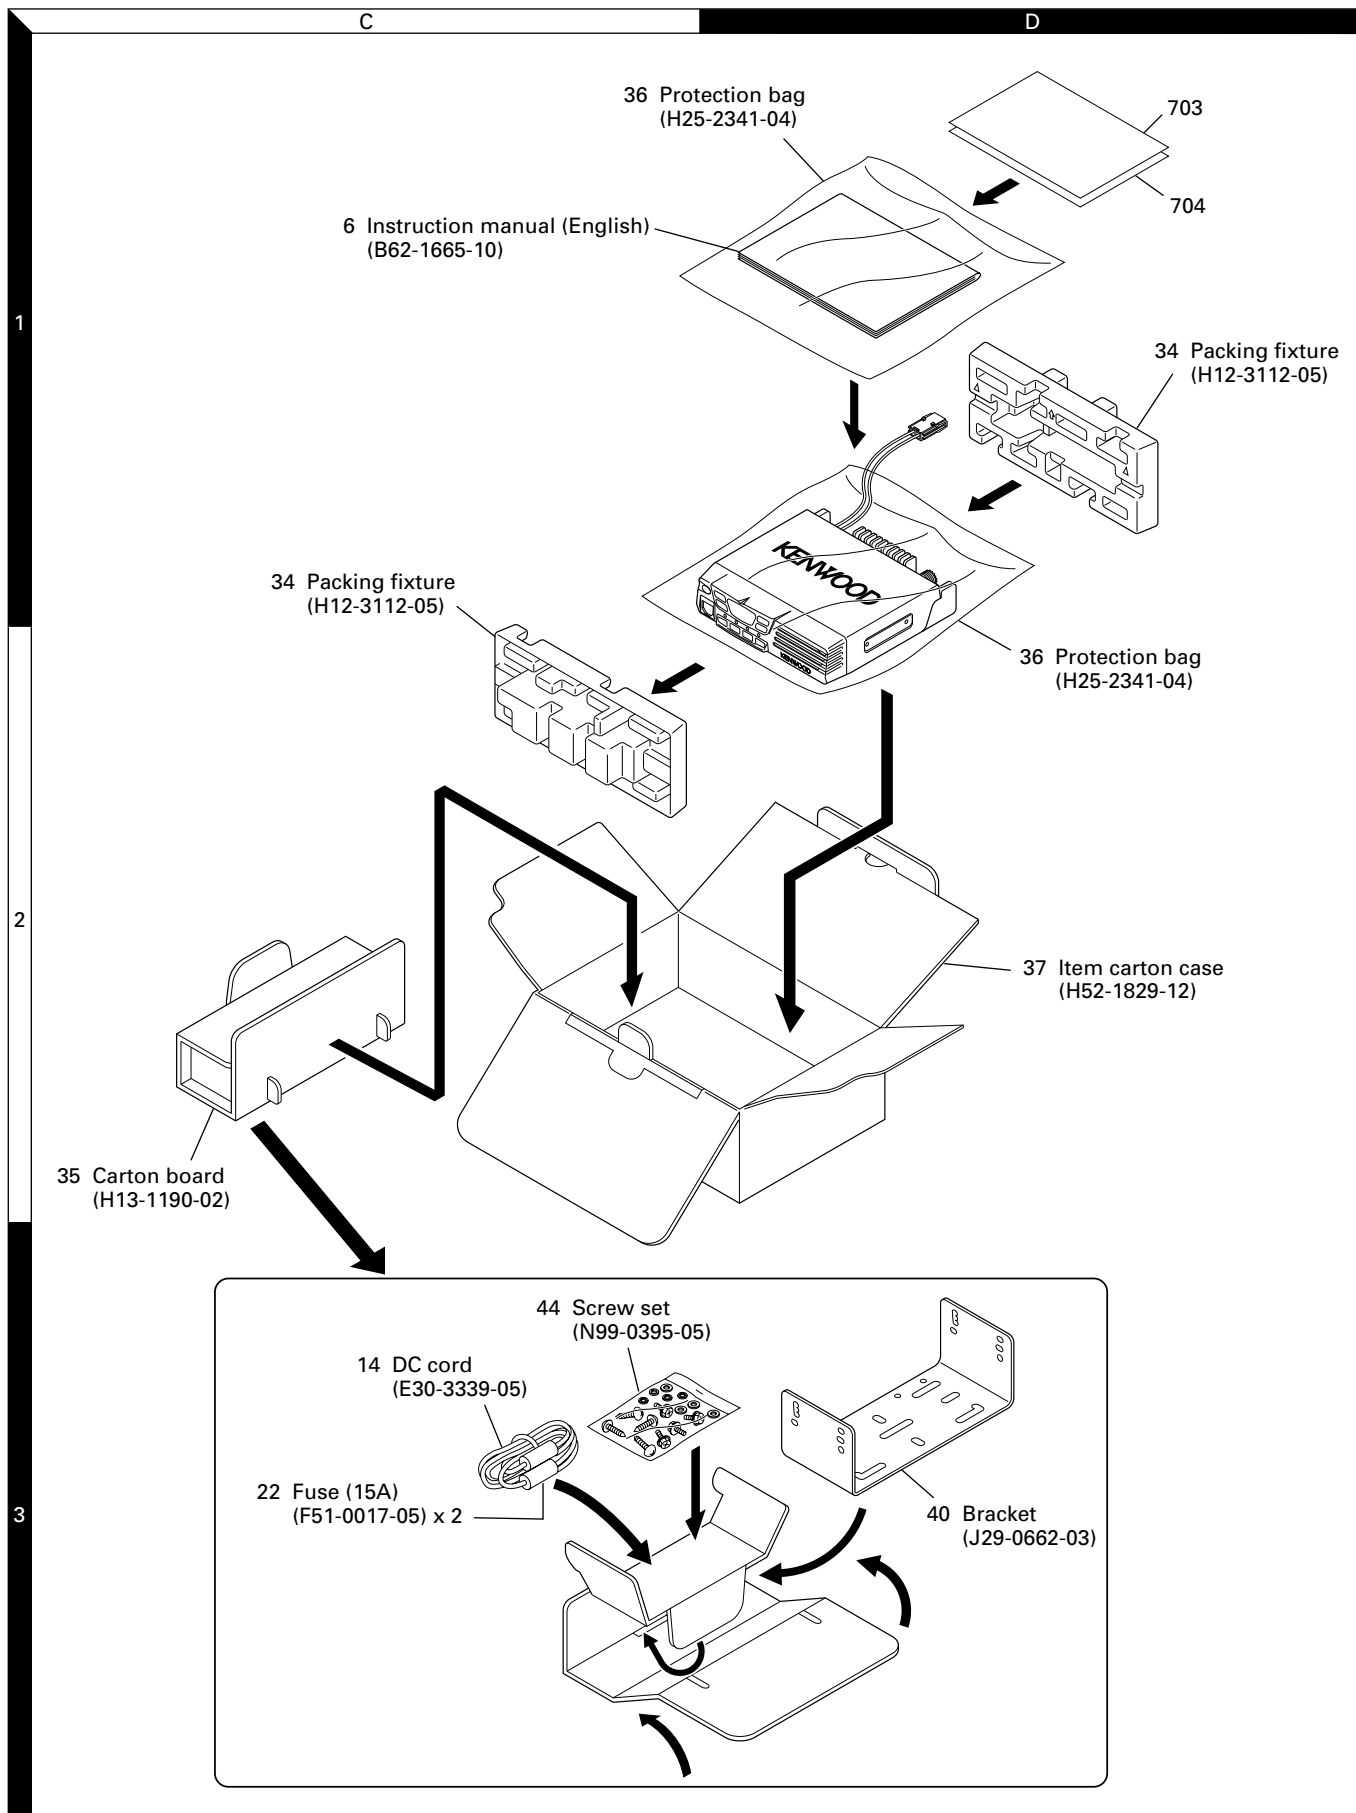 C
D
36 Protection bag
(H25-2341-04)
703
704
6 Instruction manual (English)
(B62-1665-10)
1
34 Packing fixture
(H12-3112-05)
KENWOOD
KENWOOD
34 Packing fixture
(H12-3112-05)
36 Protection bag
(H25-2341-04)
2
37 Item carton case
(H52-1829-12)
35 Carton board
(H13-1190-02)
44 Screw set
(N99-0395-05)
14 DC cord
(E30-3339-05)
22 Fuse (15A)
(F51-0017-05) x 2
40 Bracket
(J29-0662-03)
3